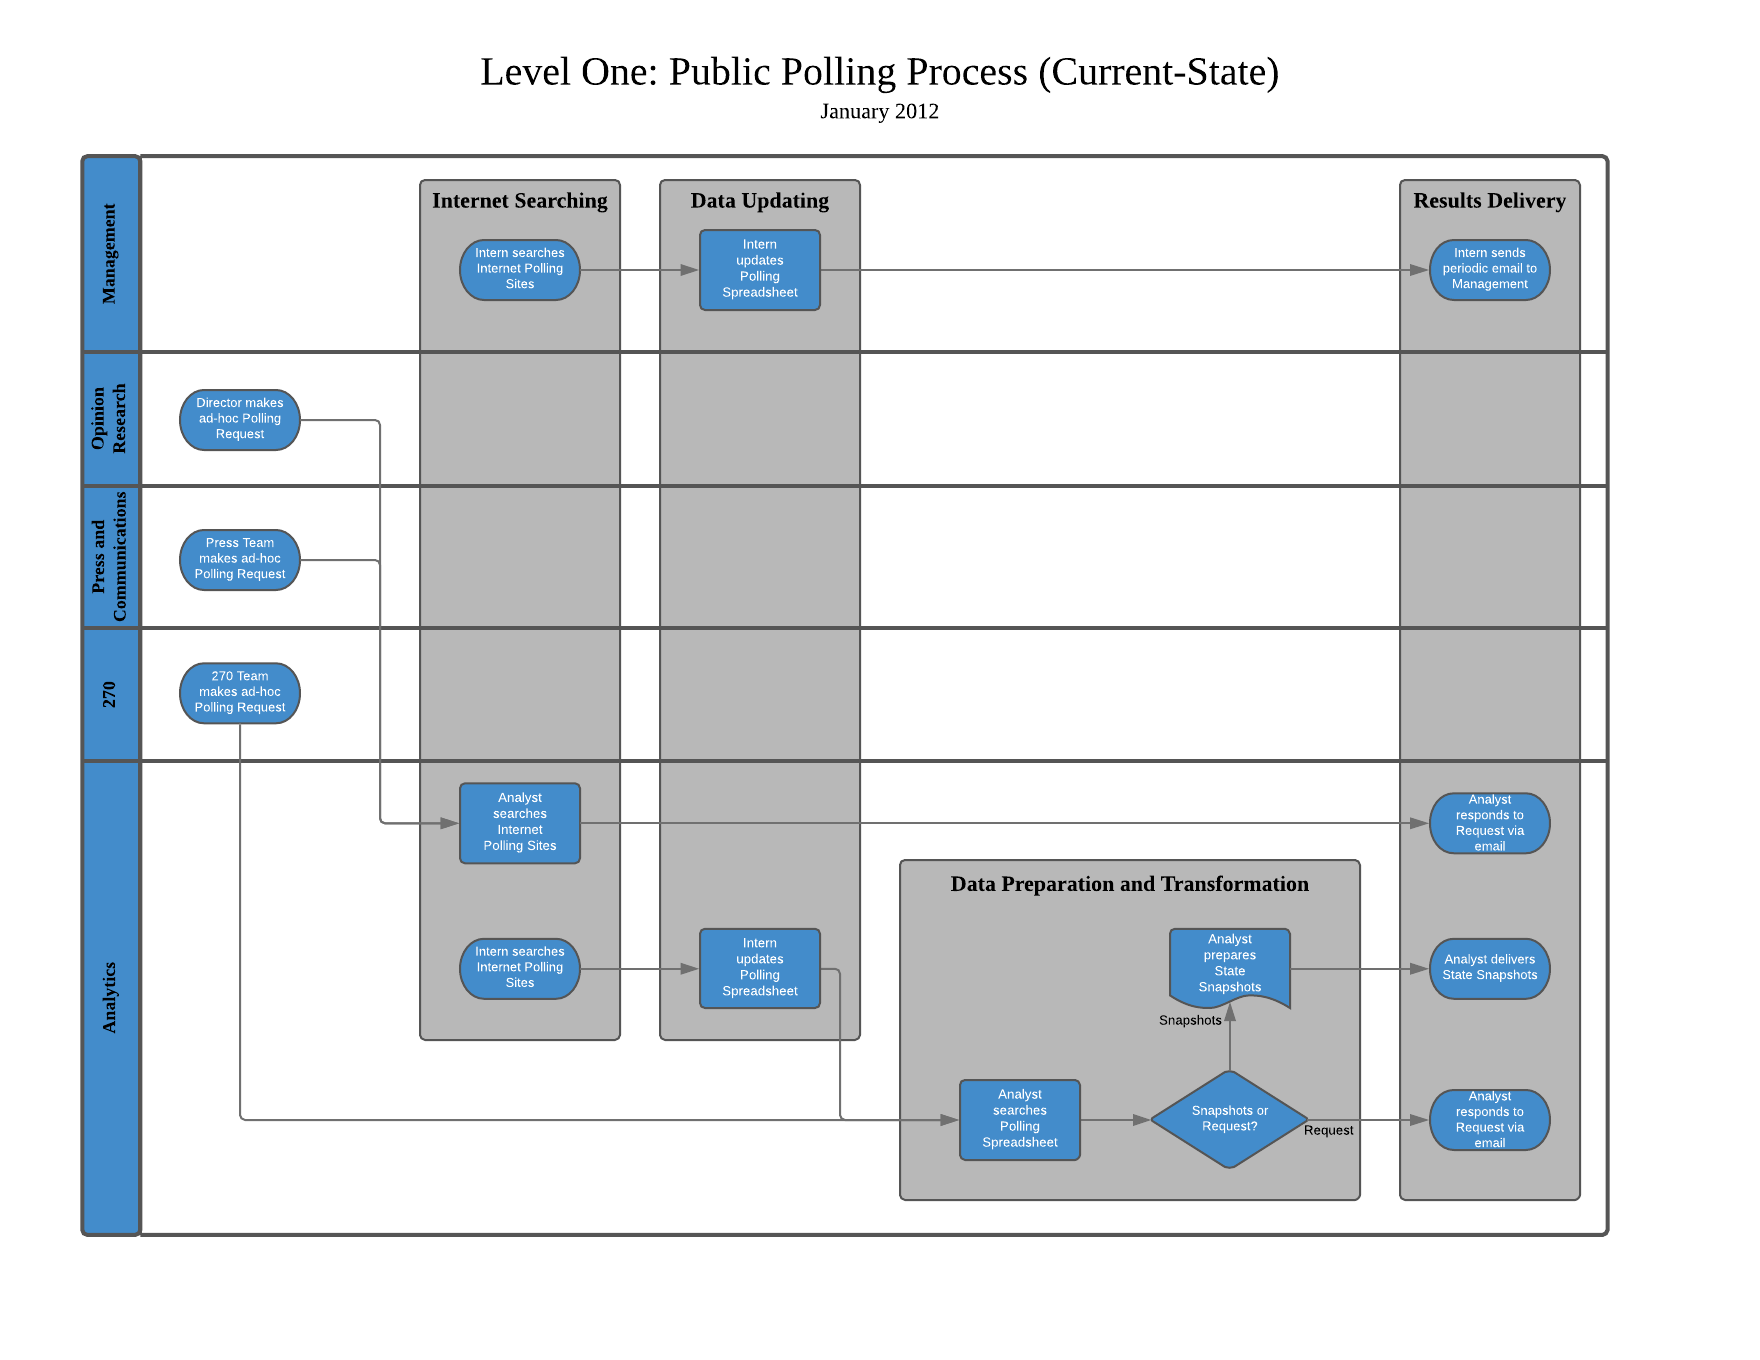 Level One: Public Polling Process (Current-State)
January 2012
Management
Internet Searching
Data Updating
Results Delivery
Intern searches
Internet Polling
Sites
Intern
updates
Polling
Spreadsheet
Intern sends
periodic email to
Management
Opinion
Research
Director makes
ad-hoc Polling
Request
Press and
Communications
Press Team
makes ad-hoc
Polling Request
270
270 Team
makes ad-hoc
Polling Request
Analytics
Analyst
searches
Internet
Polling Sites
Analyst
responds to
Request via
email
Data Preparation and Transformation
Intern searches
Internet Polling
Sites
Intern
updates
Polling
Spreadsheet
Analyst
prepares
State
Snapshots
Analyst delivers
State Snapshots
Snapshots
Analyst
searches
Polling
Spreadsheet
Snapshots or
Request?
Request
Analyst
responds to
Request via
email